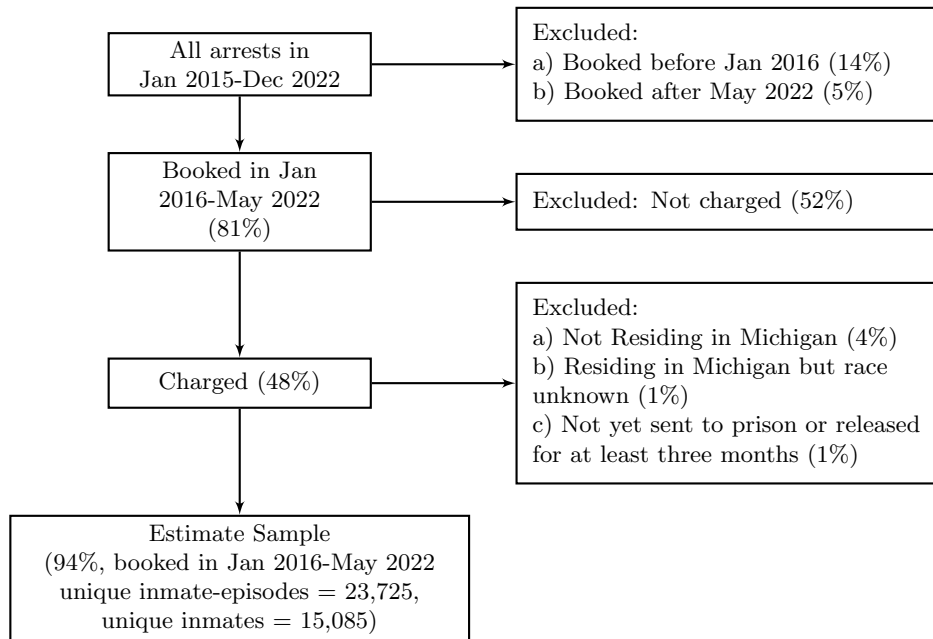 All arrests in
Jan 2015-Dec 2022
Excluded:
a) Booked before Jan 2016 (14%)
b) Booked after May 2022 (5%)
Booked in Jan
2016-May 2022
(81%)
Excluded: Not charged (52%)
Charged (48%)
Excluded:
a) Not Residing in Michigan (4%)
b) Residing in Michigan but race
unknown (1%)
c) Not yet sent to prison or released
for at least three months (1%)
Estimate Sample
(94%, booked in Jan 2016-May 2022
unique inmate-episodes = 23,725,
unique inmates = 15,085)